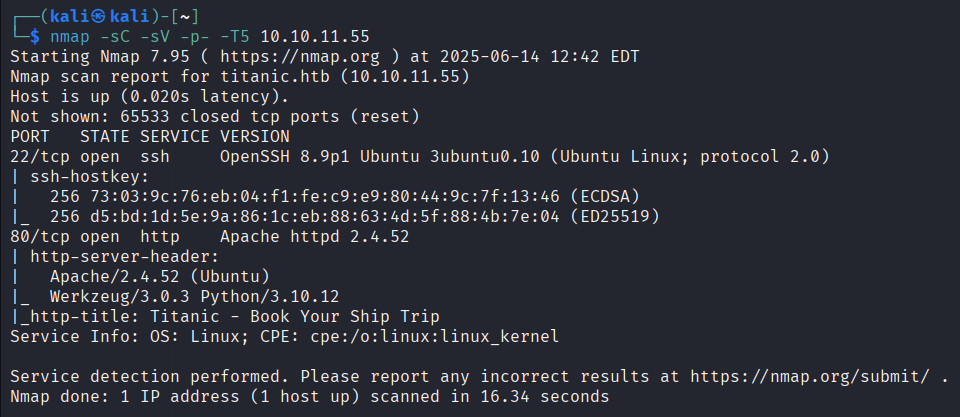 ┌──(kali㉿kali)-[~]
└─$ nmap -sC -sV -p- -T5 10.10.11.55
Starting Nmap 7.95 ( https://nmap.org ) at 2025-06-14 12:42 EDT
Nmap scan report for titanic.htb (10.10.11.55)
Host is up (0.020s latency).
Not shown: 65533 closed tcp ports (reset)
PORT   STATE SERVICE VERSION
22/tcp open  ssh     OpenSSH 8.9p1 Ubuntu 3ubuntu0.10 (Ubuntu Linux; protocol 2.0)
| ssh-hostkey:
|   256 73:03:9c:76:eb:04:f1:fe:c9:e9:80:44:9c:7f:13:46 (ECDSA)
|_  256 d5:bd:1d:5e:9a:86:1c:eb:88:63:4d:5f:88:4b:7e:04 (ED25519)
80/tcp open  http    Apache httpd 2.4.52
| http-server-header:
|   Apache/2.4.52 (Ubuntu)
|_  Werkzeug/3.0.3 Python/3.10.12
|_http-title: Titanic - Book Your Ship Trip
Service Info: OS: Linux; CPE: cpe:/o:linux:linux_kernel

Service detection performed. Please report any incorrect results at https://nmap.org/submit/ .
Nmap done: 1 IP address (1 host up) scanned in 16.34 seconds